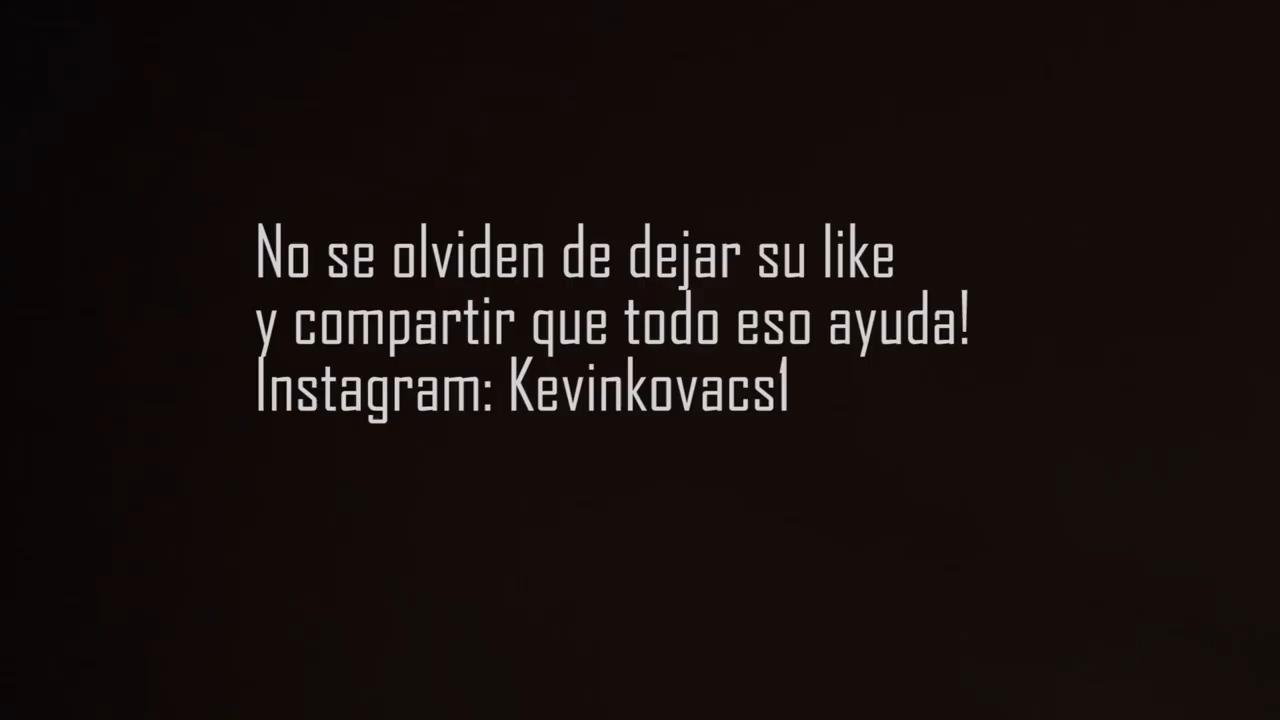 No se olviden de dejar su like
y compartir que todo eso ayuda!
Instagram: Kevinkovacs1